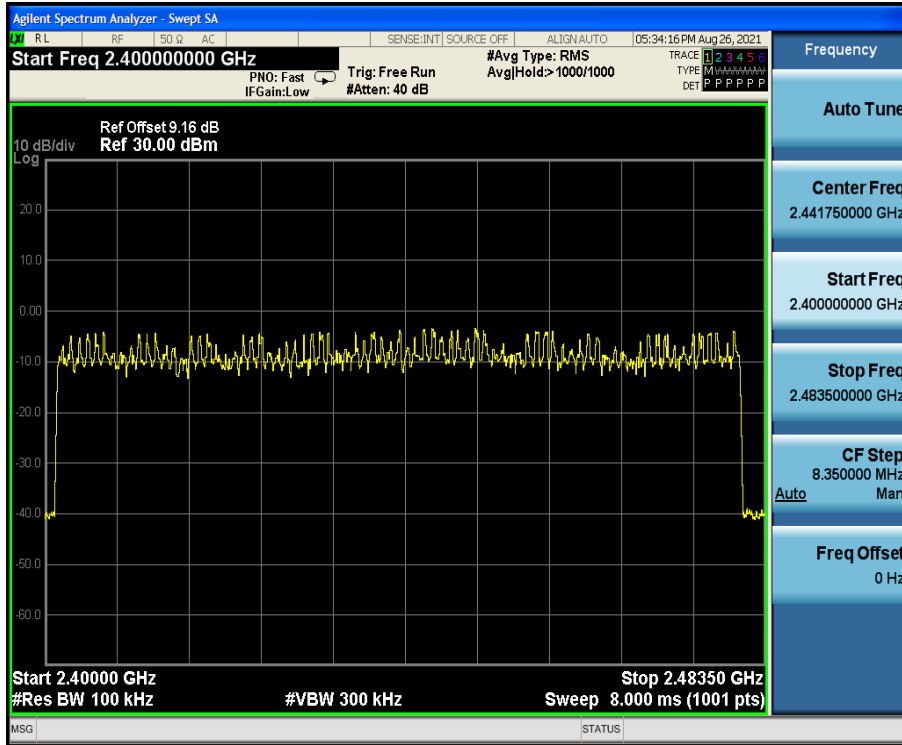 Agilent Spectrum Analyzer - Swept SA
LXI RL RF 50 Ω AC SENSE:INT SOURCE OFF ALIGN AUTO 05:34:16 PM Aug 26, 2021
Start Freq 2.400000000 GHz
PNO: Fast
IFGain:Low
Trig: Free Run
#Atten: 40 dB
#Avg Type: RMS
Avg|Hold:>1000/1000
TRACE 1 2 3 4 5 6
TYPE M
DET P P P P P P
Frequency
Auto Tune
Center Freq
2.441750000 GHz
Start Freq
2.400000000 GHz
Stop Freq
2.483500000 GHz
CF Step
8.350000 MHz
Auto Man
Freq Offset
0 Hz
Ref Offset 9.16 dB
10 dB/div Ref 30.00 dBm
Log
20.0
10.0
0.00
-10.0
-20.0
-30.0
-40.0
-50.0
-60.0
Start 2.40000 GHz Stop 2.48350 GHz
#Res BW 100 kHz #VBW 300 kHz Sweep 8.000 ms (1001 pts)
MSG STATUS